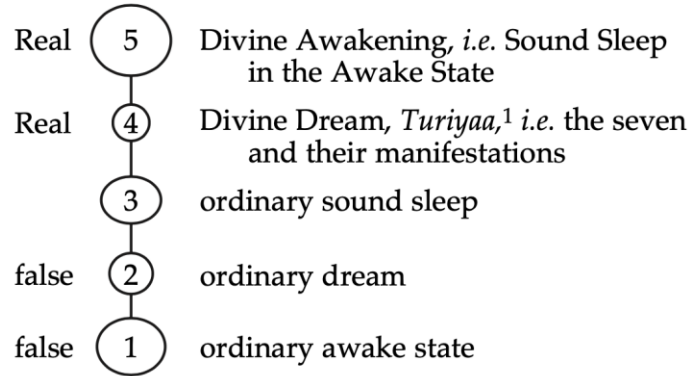 Real 5 Divine Awakening, i.e. Sound Sleep
in the Awake State
Real 4 Divine Dream, Turiyaa,¹ i.e. the seven
and their manifestations
3 ordinary sound sleep
false 2 ordinary dream
false 1 ordinary awake state